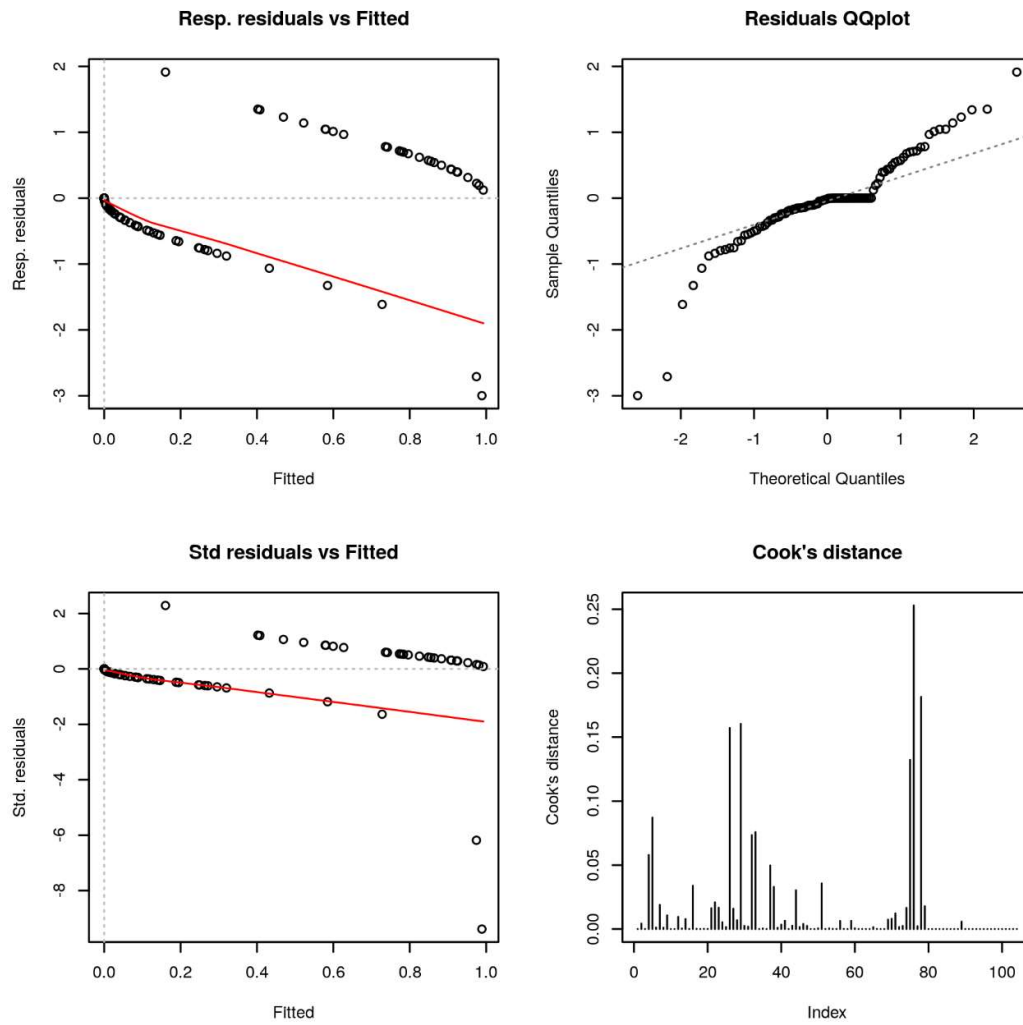 Resp. residuals vs Fitted
Resp. residuals
2
1
0
-1
-2
-3
0.0 0.2 0.4 0.6 0.8 1.0
Fitted
Residuals QQplot
Sample Quantiles
2
1
0
-1
-2
-3
-2 -1 0 1 2
Theoretical Quantiles
Std residuals vs Fitted
Std. residuals
2
0
-2
-4
-6
-8
0.0 0.2 0.4 0.6 0.8 1.0
Fitted
Cook's distance
Cook's distance
0.25
0.20
0.15
0.10
0.05
0.00
0 20 40 60 80 100
Index